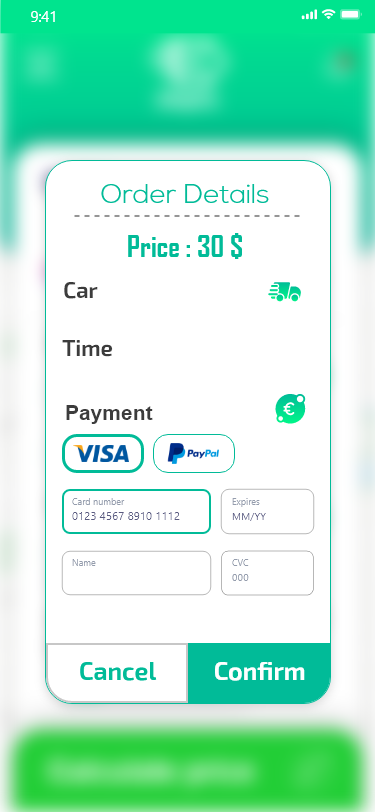 9:41
Order Details
Price : 30 $
Car
Time
Payment
€
VISA
PayPal
Card number
0123 4567 8910 1112
Expires
MM/YY
Name
CVC
000
Cancel
Confirm